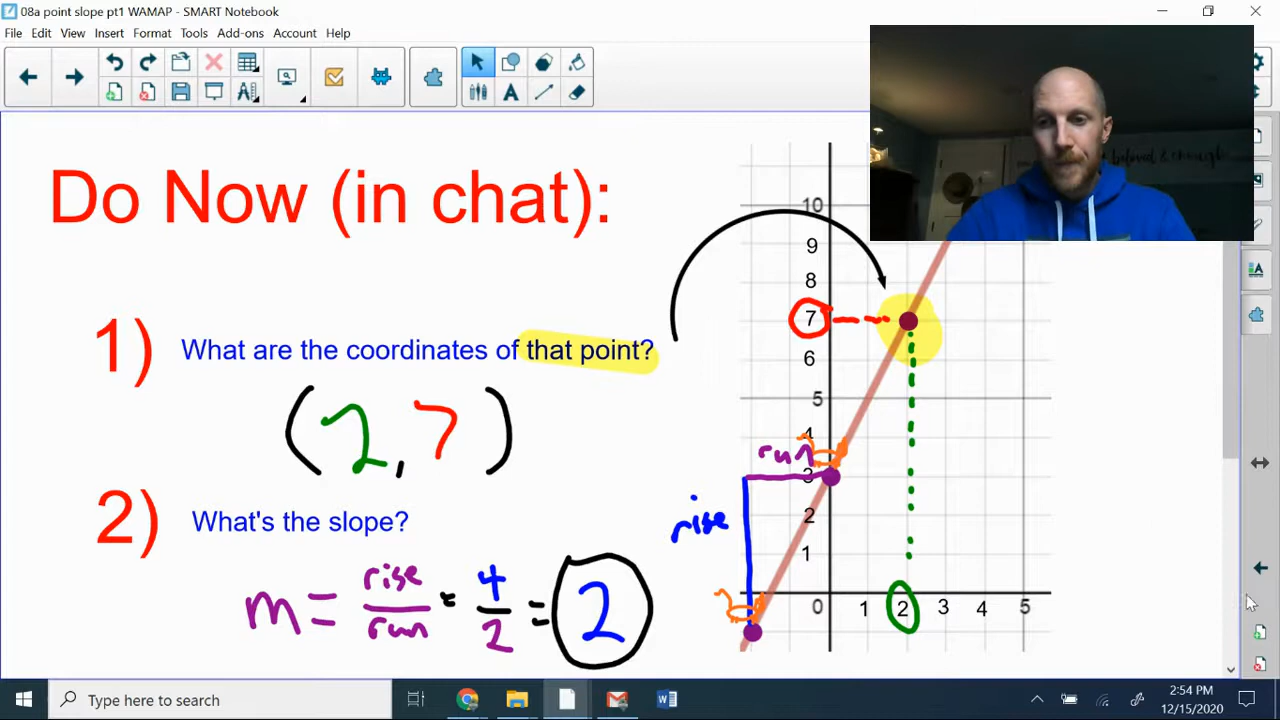 08a point slope pt1 WAMAP - SMART Notebook
File Edit View Insert Format Tools Add-ons Account Help
Do Now (in chat):
1) What are the coordinates of that point?
(2,7)
2) What's the slope?
m = rise/run = 4/2 = 2
beloved & enough
10
9
8
7
6
5
4
run
3
rise
2
1
0 1 2 3 4 5
Type here to search
2:54 PM
12/15/2020